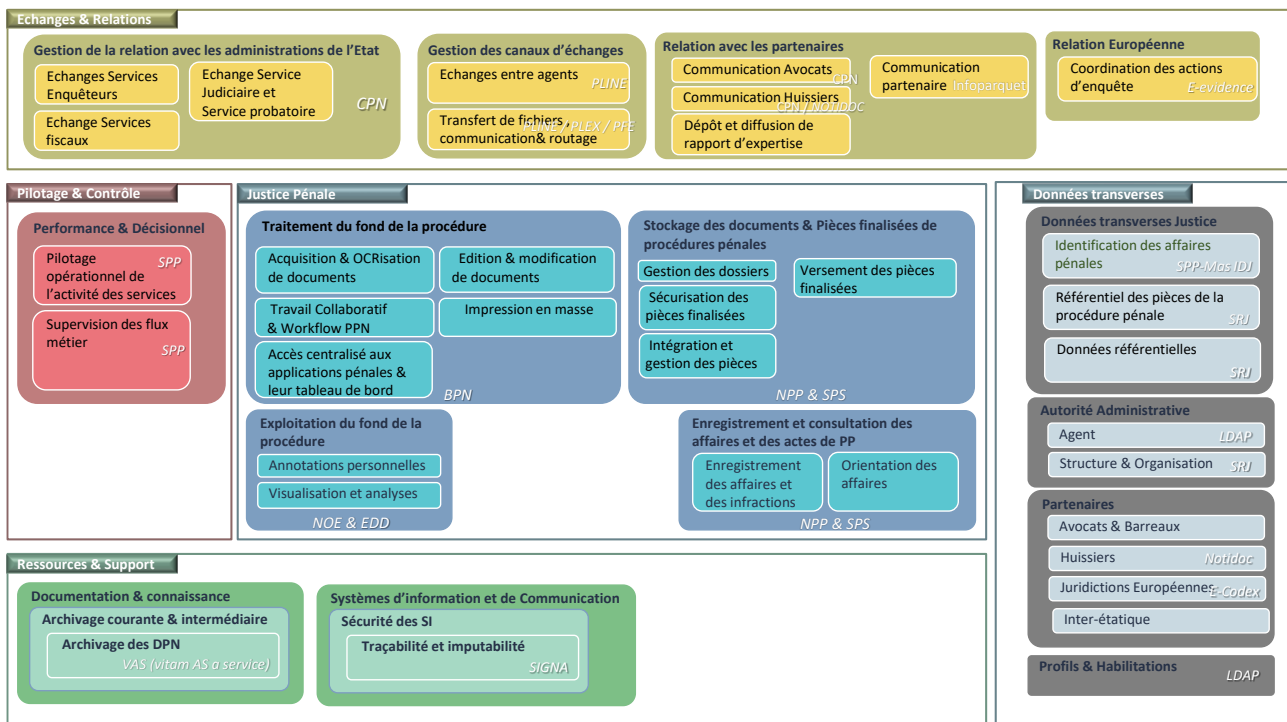 Echanges & Relations
Gestion de la relation avec les administrations de l'Etat
Echanges Services
Enquêteurs
Echange Service
Judiciaire et
Service probatoire
CPN
Echange Services
fiscaux
Gestion des canaux d'échanges
Echanges entre agents
PLINE
Transfert de fichiers ,
communication& routage
PLINE / PLEX / PFE
Relation avec les partenaires
Communication Avocats
CPN
Communication Huissiers
CPN / NOTIDOC
Dépôt et diffusion de
rapport d'expertise
Communication
partenaire
Infoparquet
Relation Européenne
Coordination des actions
d'enquête
E-evidence
Pilotage & Contrôle
Performance & Décisionnel
Pilotage
opérationnel de
l'activité des services
SPP
Supervision des flux
métier
SPP
Justice Pénale
Traitement du fond de la procédure
Acquisition & OCRisation
de documents
Edition & modification
de documents
Travail Collaboratif
& Workflow PPN
Impression en masse
Accès centralisé aux
applications pénales &
leur tableau de bord
BPN
Stockage des documents & Pièces finalisées de
procédures pénales
Gestion des dossiers
Versement des pièces
finalisées
Sécurisation des
pièces finalisées
Intégration et
gestion des pièces
NPP & SPS
Exploitation du fond de la
procédure
Annotations personnelles
Visualisation et analyses
NOE & EDD
Enregistrement et consultation des
affaires et des actes de PP
Enregistrement
des affaires et
des infractions
Orientation des
affaires
NPP & SPS
Données transverses
Données transverses Justice
Identification des affaires
pénales
SPP-Mas IDJ
Référentiel des pièces de la
procédure pénale
SRJ
Données référentielles
SRJ
Autorité Administrative
Agent
LDAP
Structure & Organisation
SRJ
Partenaires
Avocats & Barreaux
Huissiers
Notidoc
Juridictions Européennes
E-Codex
Inter-étatique
Profils & Habilitations
LDAP
Ressources & Support
Documentation & connaissance
Archivage courante & intermédiaire
Archivage des DPN
VAS (vitam AS a service)
Systèmes d'information et de Communication
Sécurité des SI
Traçabilité et imputabilité
SIGNA